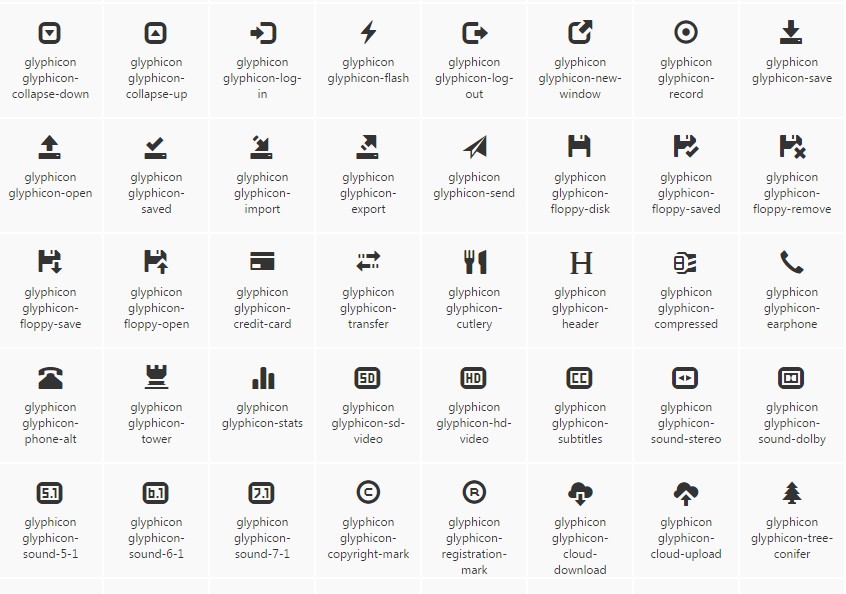 glyphicon
glyphicon-
collapse-down
glyphicon
glyphicon-
collapse-up
glyphicon
glyphicon-log-
in
glyphicon
glyphicon-flash
glyphicon
glyphicon-log-
out
glyphicon
glyphicon-new-
window
glyphicon
glyphicon-
record
glyphicon
glyphicon-save
glyphicon
glyphicon-open
glyphicon
glyphicon-
saved
glyphicon
glyphicon-
import
glyphicon
glyphicon-
export
glyphicon
glyphicon-send
glyphicon
glyphicon-
floppy-disk
glyphicon
glyphicon-
floppy-saved
glyphicon
glyphicon-
floppy-remove
glyphicon
glyphicon-
floppy-save
glyphicon
glyphicon-
floppy-open
glyphicon
glyphicon-
credit-card
glyphicon
glyphicon-
transfer
glyphicon
glyphicon-
cutlery
H
glyphicon
glyphicon-
header
glyphicon
glyphicon-
compressed
glyphicon
glyphicon-
earphone
glyphicon
glyphicon-
phone-alt
glyphicon
glyphicon-
tower
glyphicon
glyphicon-stats
SD
glyphicon
glyphicon-sd-
video
HD
glyphicon
glyphicon-hd-
video
CC
glyphicon
glyphicon-
subtitles
glyphicon
glyphicon-
sound-stereo
glyphicon
glyphicon-
sound-dolby
5.1
glyphicon
glyphicon-
sound-5-1
6.1
glyphicon
glyphicon-
sound-6-1
7.1
glyphicon
glyphicon-
sound-7-1
©
glyphicon
glyphicon-
copyright-mark
®
glyphicon
glyphicon-
registration-
mark
glyphicon
glyphicon-
cloud-
download
glyphicon
glyphicon-
cloud-upload
glyphicon
glyphicon-tree-
conifer